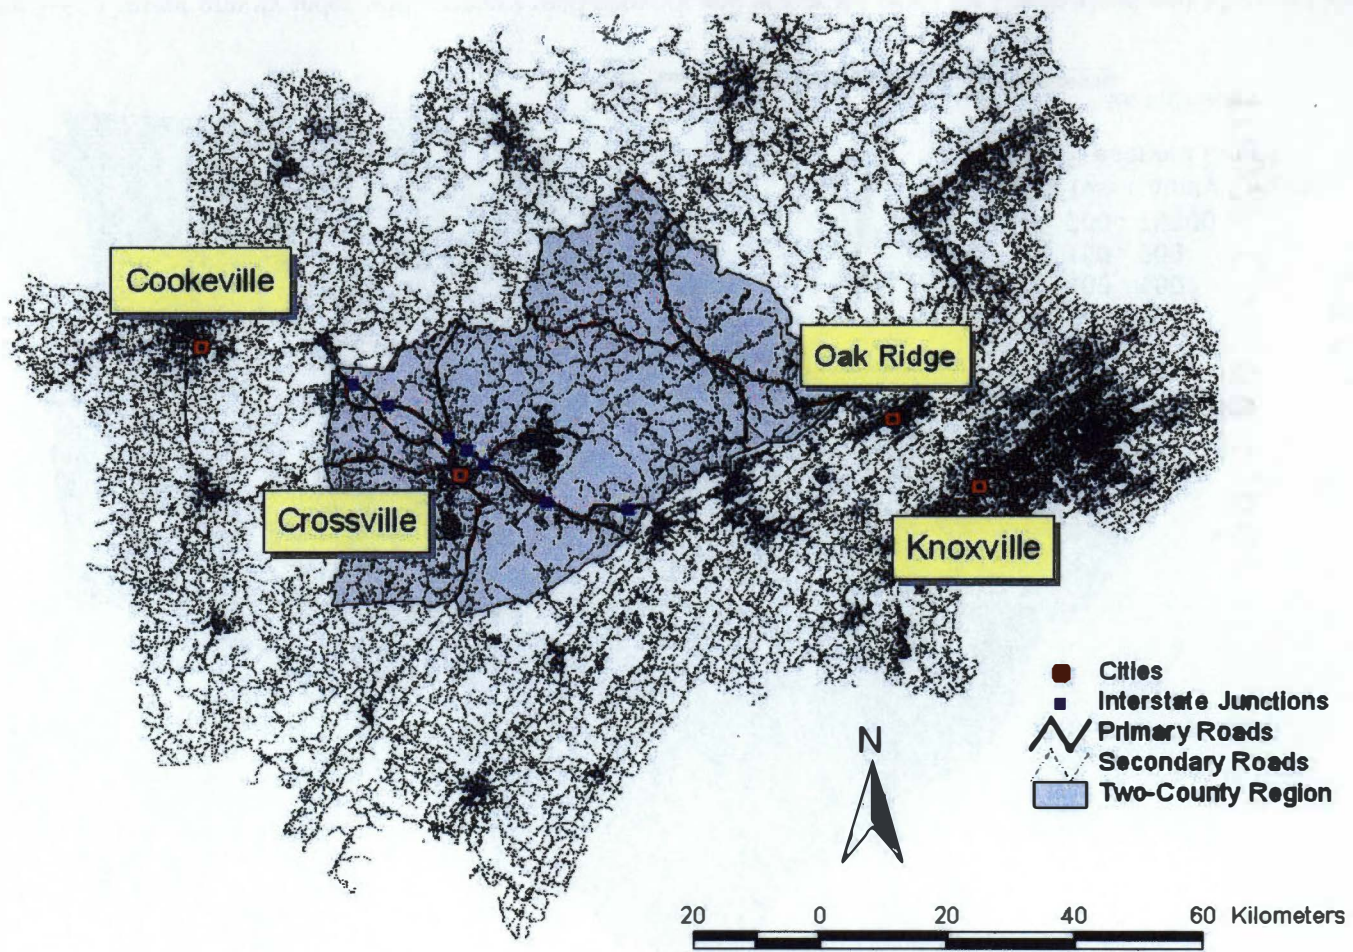 Cookeville
Oak Ridge
Crossville
Knoxville
Cities
Interstate Junctions
Primary Roads
Secondary Roads
Two-County Region
N
20 0 20 40 60 Kilometers